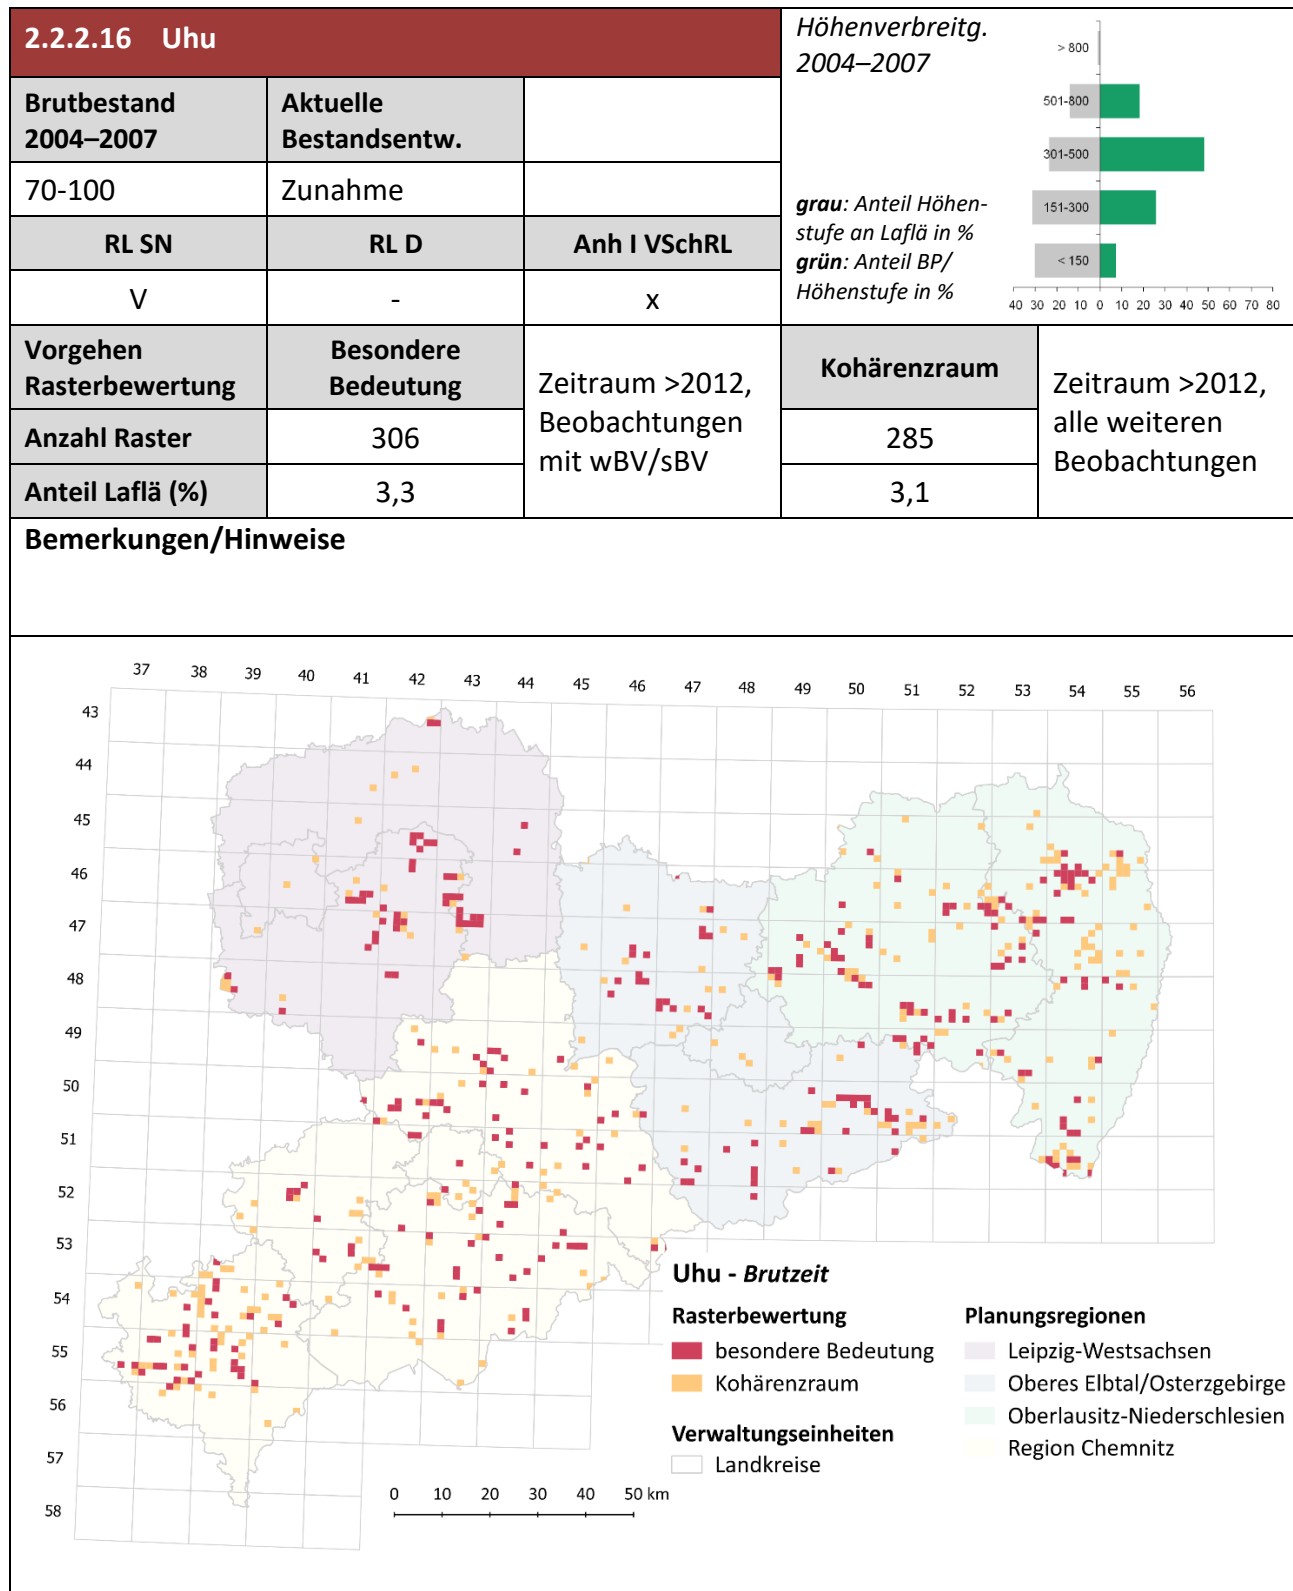 2.2.2.16 Uhu
Höhenverbreitg.
2004–2007
> 800
501-800
301-500
151-300
< 150
40 30 20 10 0 10 20 30 40 50 60 70 80
grau: Anteil Höhen-
stufe an Laflä in %
grün: Anteil BP/
Höhenstufe in %
Brutbestand
2004–2007
Aktuelle
Bestandsentw.
70-100
Zunahme
RL SN
RL D
Anh I VSchRL
V
-
x
Vorgehen
Rasterbewertung
Besondere
Bedeutung
Zeitraum >2012,
Beobachtungen
mit wBV/sBV
Kohärenzraum
Zeitraum >2012,
alle weiteren
Beobachtungen
Anzahl Raster
306
285
Anteil Laflä (%)
3,3
3,1
Bemerkungen/Hinweise
37 38 39 40 41 42 43 44 45 46 47 48 49 50 51 52 53 54 55 56
43
44
45
46
47
48
49
50
51
52
53
54
55
56
57
58
Uhu - Brutzeit
Rasterbewertung
besondere Bedeutung
Kohärenzraum
Verwaltungseinheiten
Landkreise
Planungsregionen
Leipzig-Westsachsen
Oberes Elbtal/Osterzgebirge
Oberlausitz-Niederschlesien
Region Chemnitz
0 10 20 30 40 50 km